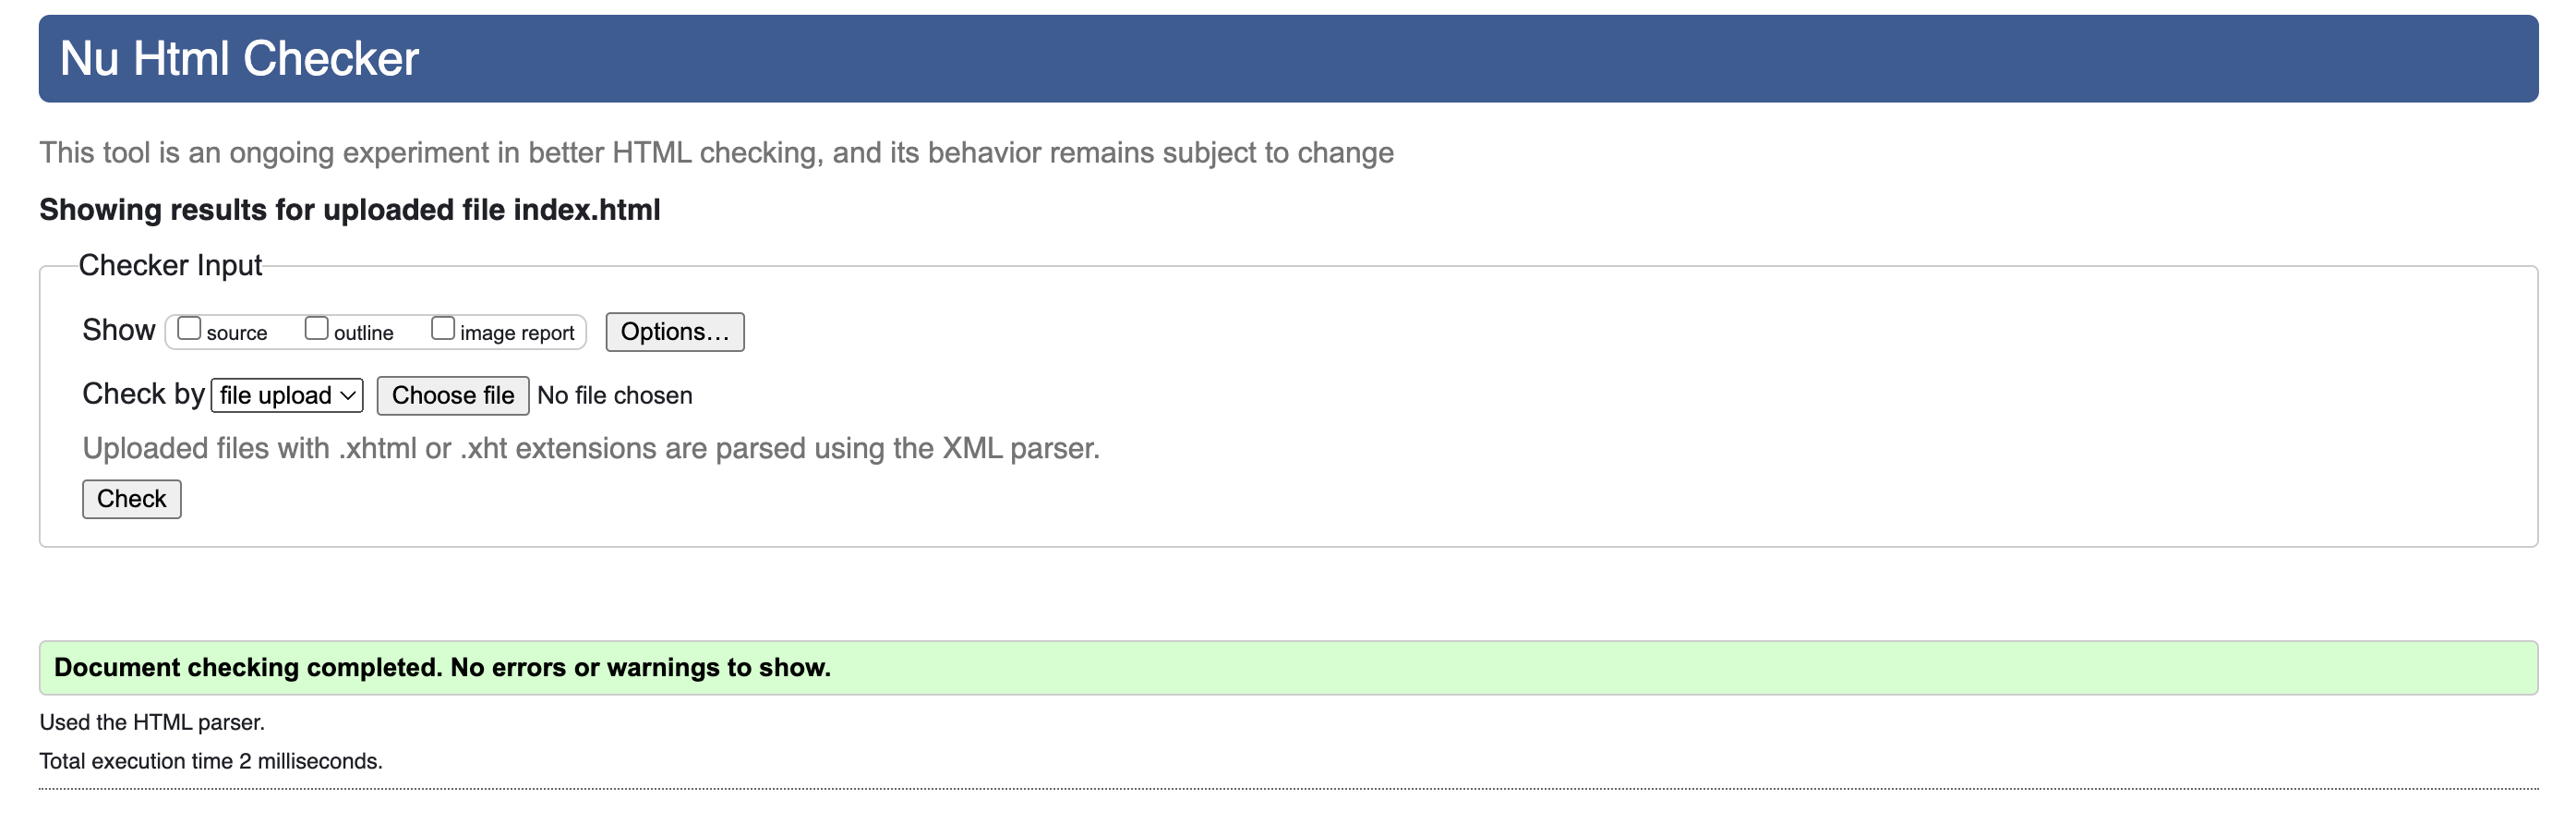 Nu Html Checker
This tool is an ongoing experiment in better HTML checking, and its behavior remains subject to change
Showing results for uploaded file index.html
Checker Input
Show source outline image report Options...
Check by file upload Choose file No file chosen
Uploaded files with .xhtml or .xht extensions are parsed using the XML parser.
Check
Document checking completed. No errors or warnings to show.
Used the HTML parser.
Total execution time 2 milliseconds.